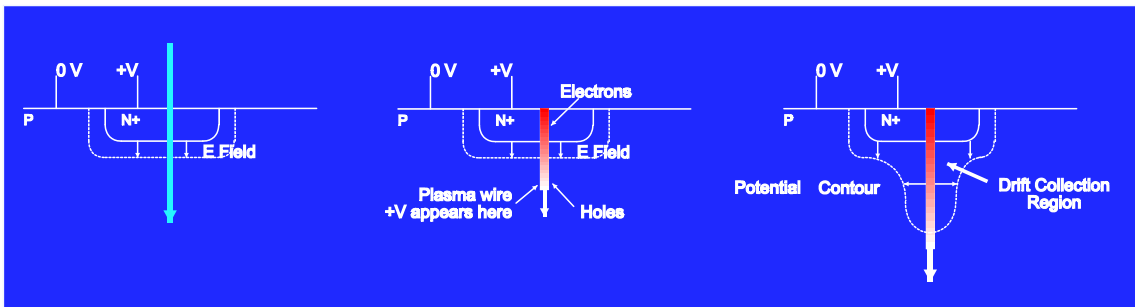 0 V +V
P N+
E Field
0 V +V
Electrons
P N+
E Field
Plasma wire
+V appears here
Holes
0 V +V
P N+
Potential Contour
Drift Collection
Region